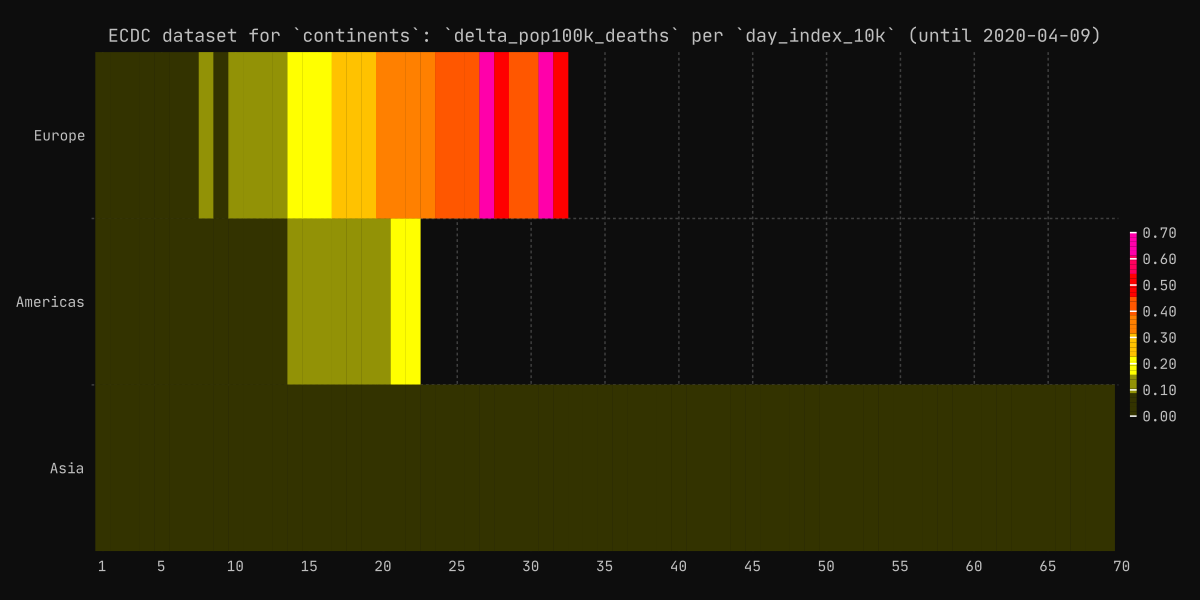 ECDC dataset for `continents`: `delta_pop100k_deaths` per `day_index_10k` (until 2020-04-09)
Europe
Americas
Asia
0.70
0.60
0.50
0.40
0.30
0.20
0.10
0.00
1 5 10 15 20 25 30 35 40 45 50 55 60 65 70